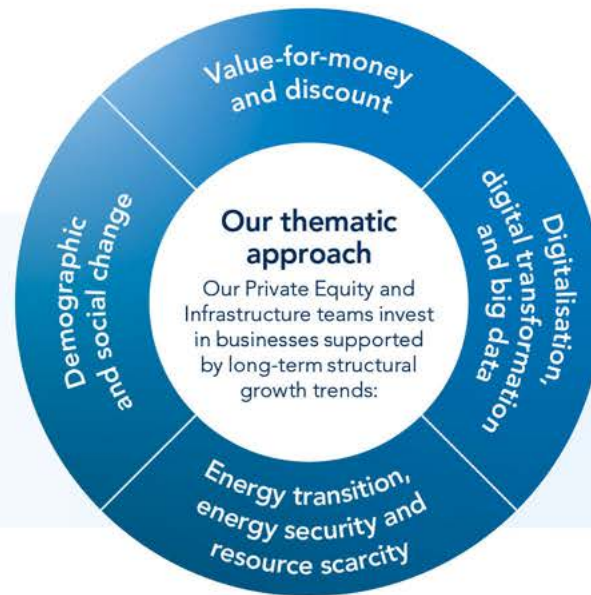 Value-for-money
and discount
Digitalisation,
digital transformation
and big data
Energy transition,
energy security and
resource scarcity
Demographic
and social change
Our thematic
approach
Our Private Equity and
Infrastructure teams invest
in businesses supported
by long-term structural
growth trends: